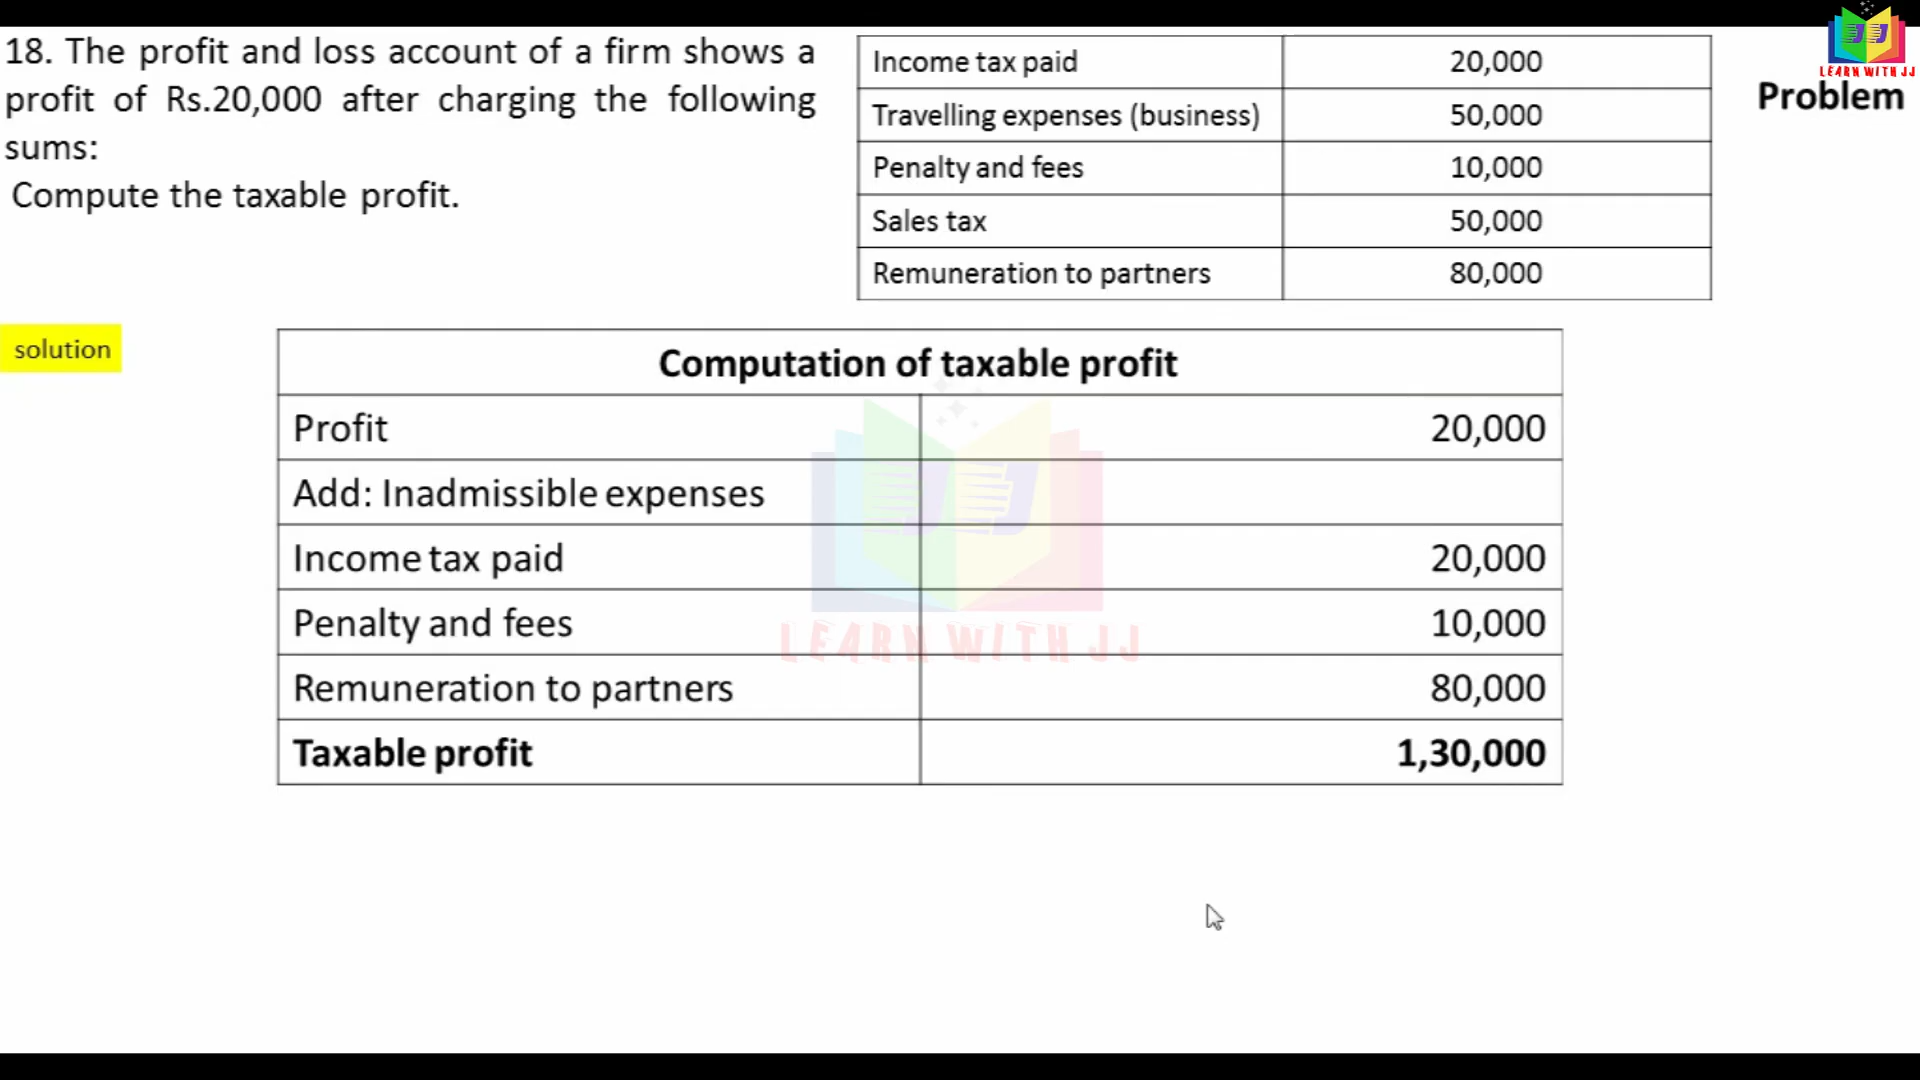 18. The profit and loss account of a firm shows a
profit of Rs.20,000 after charging the following
sums:
Compute the taxable profit.
Income tax paid 20,000
Travelling expenses (business) 50,000
Penalty and fees 10,000
Sales tax 50,000
Remuneration to partners 80,000
LEARN WITH JJ
Problem
solution
Computation of taxable profit
Profit 20,000
Add: Inadmissible expenses
Income tax paid 20,000
Penalty and fees 10,000
Remuneration to partners 80,000
Taxable profit 1,30,000
JJ
LEARN WITH JJ